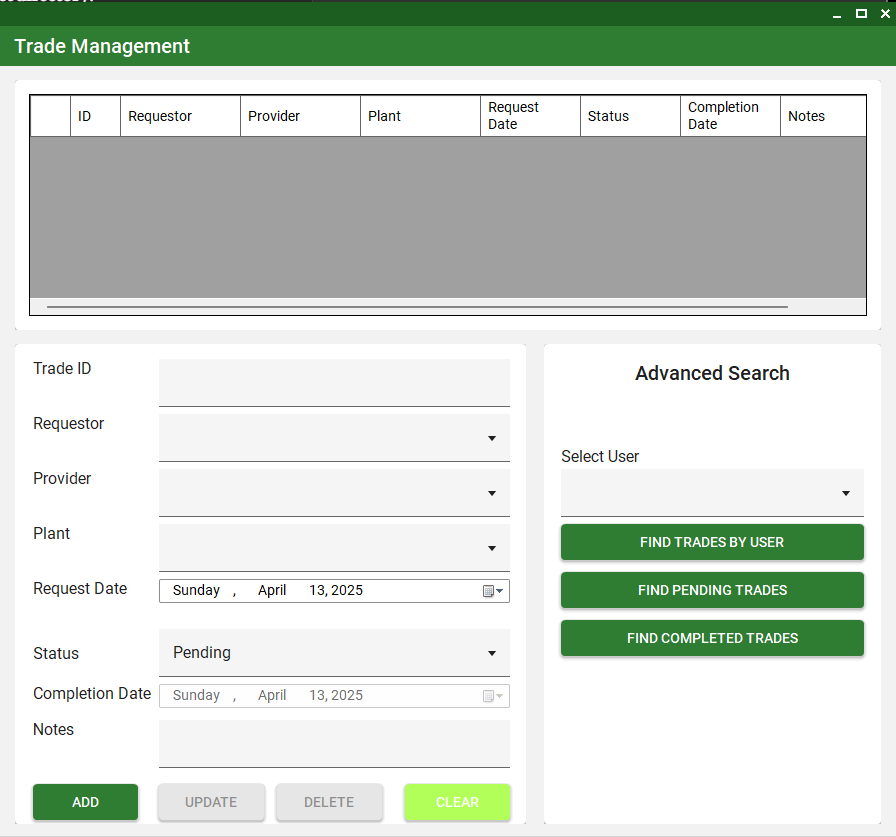 Trade Management
ID Requestor Provider Plant Request Date Status Completion Date Notes
Trade ID
Requestor
Provider
Plant
Request Date Sunday , April 13, 2025
Status Pending
Completion Date Sunday , April 13, 2025
Notes
ADD UPDATE DELETE CLEAR
Advanced Search
Select User
FIND TRADES BY USER
FIND PENDING TRADES
FIND COMPLETED TRADES